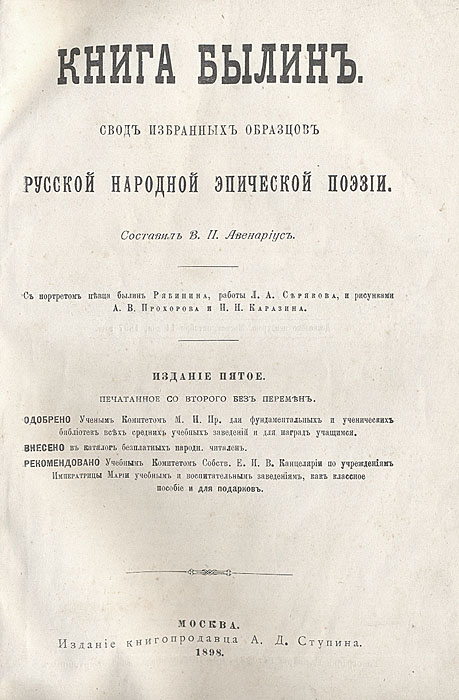 КНИГА БЫЛИНЪ.
СВОДЪ ИЗБРАННЫХЪ ОБРАЗЦОВЪ
РУССКОЙ НАРОДНОЙ ЭПИЧЕСКОЙ ПОЭЗІИ.
Составилъ В. П. Авенаріусъ.
Съ портретомъ пѣвца былинъ Рябинина, работы Л. А. Сѣрякова, и рисунками
А. В. Прохорова и Н. Н. Каразина.
ИЗДАНІЕ ПЯТОЕ.
ПЕЧАТАННОЕ СО ВТОРОГО БЕЗЪ ПЕРЕМѢНЪ.
ОДОБРЕНО Ученымъ Комитетомъ М. Н. Пр. для фундаментальныхъ и ученическихъ
библіотекъ всѣхъ среднихъ учебныхъ заведеній и для наградъ учащимся.
ВНЕСЕНО въ каталогъ безплатныхъ народн. читаленъ.
РЕКОМЕНДОВАНО Учебнымъ Комитетомъ Собств. Е. И. В. Канцеляріи по учрежденіямъ
Императрицы Маріи учебнымъ и воспитательнымъ заведеніямъ, какъ классное
пособіе и для подарковъ.
МОСКВА.
Изданіе книгопродавца А. Д. Ступина.
1898.